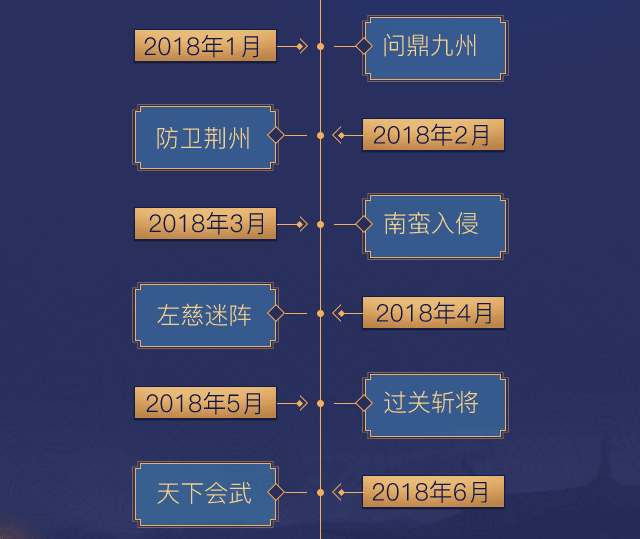 2018年1月
问鼎九州
防卫荆州
2018年2月
2018年3月
南蛮入侵
左慈迷阵
2018年4月
2018年5月
过关斩将
天下会武
2018年6月